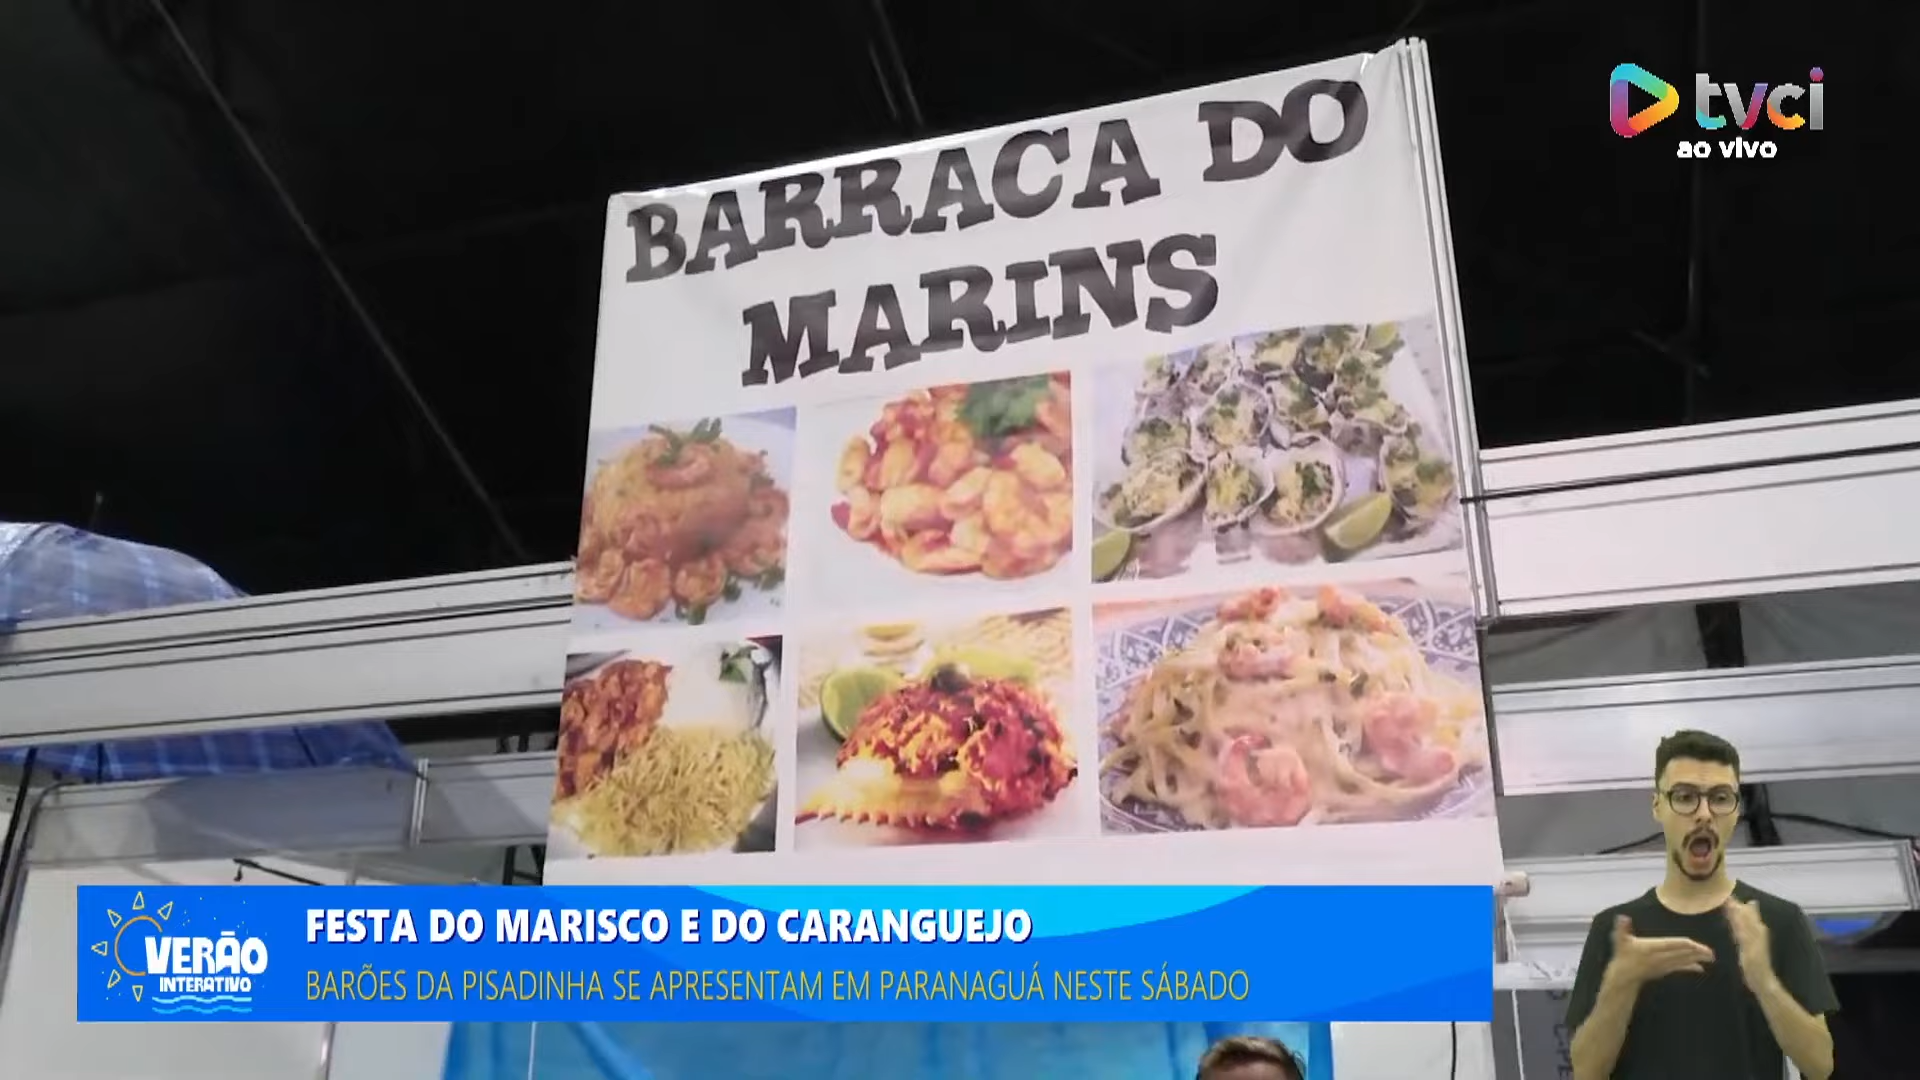 tvci
ao vivo
BARRACA DO
MARINS
VERÃO
INTERATIVO
FESTA DO MARISCO E DO CARANGUEJO
BARÕES DA PISADINHA SE APRESENTAM EM PARANAGUÁ NESTE SÁBADO